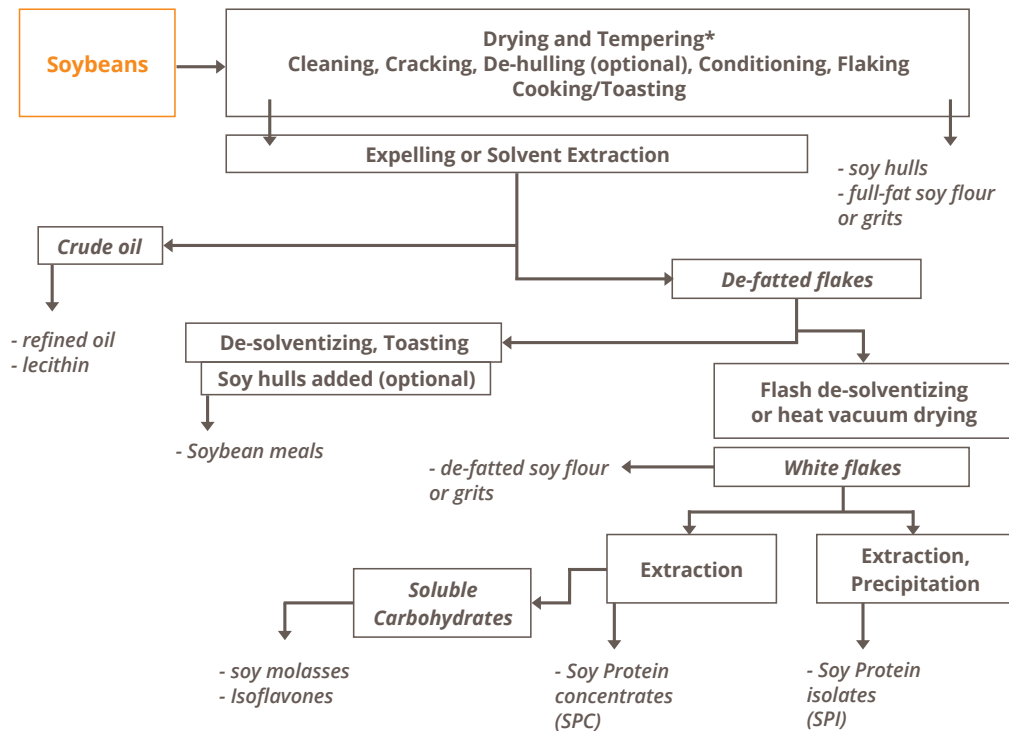 Soybeans
Drying and Tempering*
Cleaning, Cracking, De-hulling (optional), Conditioning, Flaking
Cooking/Toasting
Expelling or Solvent Extraction
- soy hulls
- full-fat soy flour
or grits
Crude oil
De-fatted flakes
- refined oil
- lecithin
De-solventizing, Toasting
Soy hulls added (optional)
Flash de-solventizing
or heat vacuum drying
- Soybean meals
- de-fatted soy flour
or grits
White flakes
Extraction
Extraction,
Precipitation
Soluble
Carbohydrates
- soy molasses
- Isoflavones
- Soy Protein
concentrates
(SPC)
- Soy Protein
isolates
(SPI)